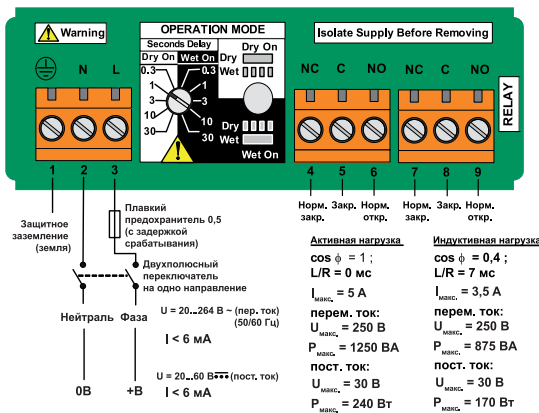 Warning
OPERATION MODE
Isolate Supply Before Removing
Seconds Delay
Dry On Wet On
Dry On
Dry
Wet
0.3 0.3
1 1
3 3
10 10
30 30
Dry
Wet
Wet On
N L
NC C NO
NC C NO
RELAY
1 2 3
4 5 6
7 8 9
Защитное
заземление
(земля)
Плавкий
предохранитель 0,5
(с задержкой
срабатывания)
Двухполюсный
переключатель
на одно направление
Нейтраль Фаза
U = 20...264 В ~ (пер. ток)
(50/60 Гц)
I < 6 мА
U = 20...60 В (пост. ток)
I < 6 мА
0В +В
Норм. закр.
Закр.
Норм. откр.
Норм. закр.
Закр.
Норм. откр.
Активная нагрузка
cos ϕ = 1 ;
L/R = 0 мс
Iмакс. = 5 А
перем. ток:
Uмакс. = 250 В
Pмакс. = 1250 ВА
пост. ток:
Uмакс. = 30 В
Pмакс. = 240 Вт
Индуктивная нагрузка
cos ϕ = 0,4 ;
L/R = 7 мс
Iмакс. = 3,5 А
перем. ток:
Uмакс. = 250 В
Pмакс. = 875 ВА
пост. ток:
Uмакс. = 30 В
Pмакс. = 170 Вт